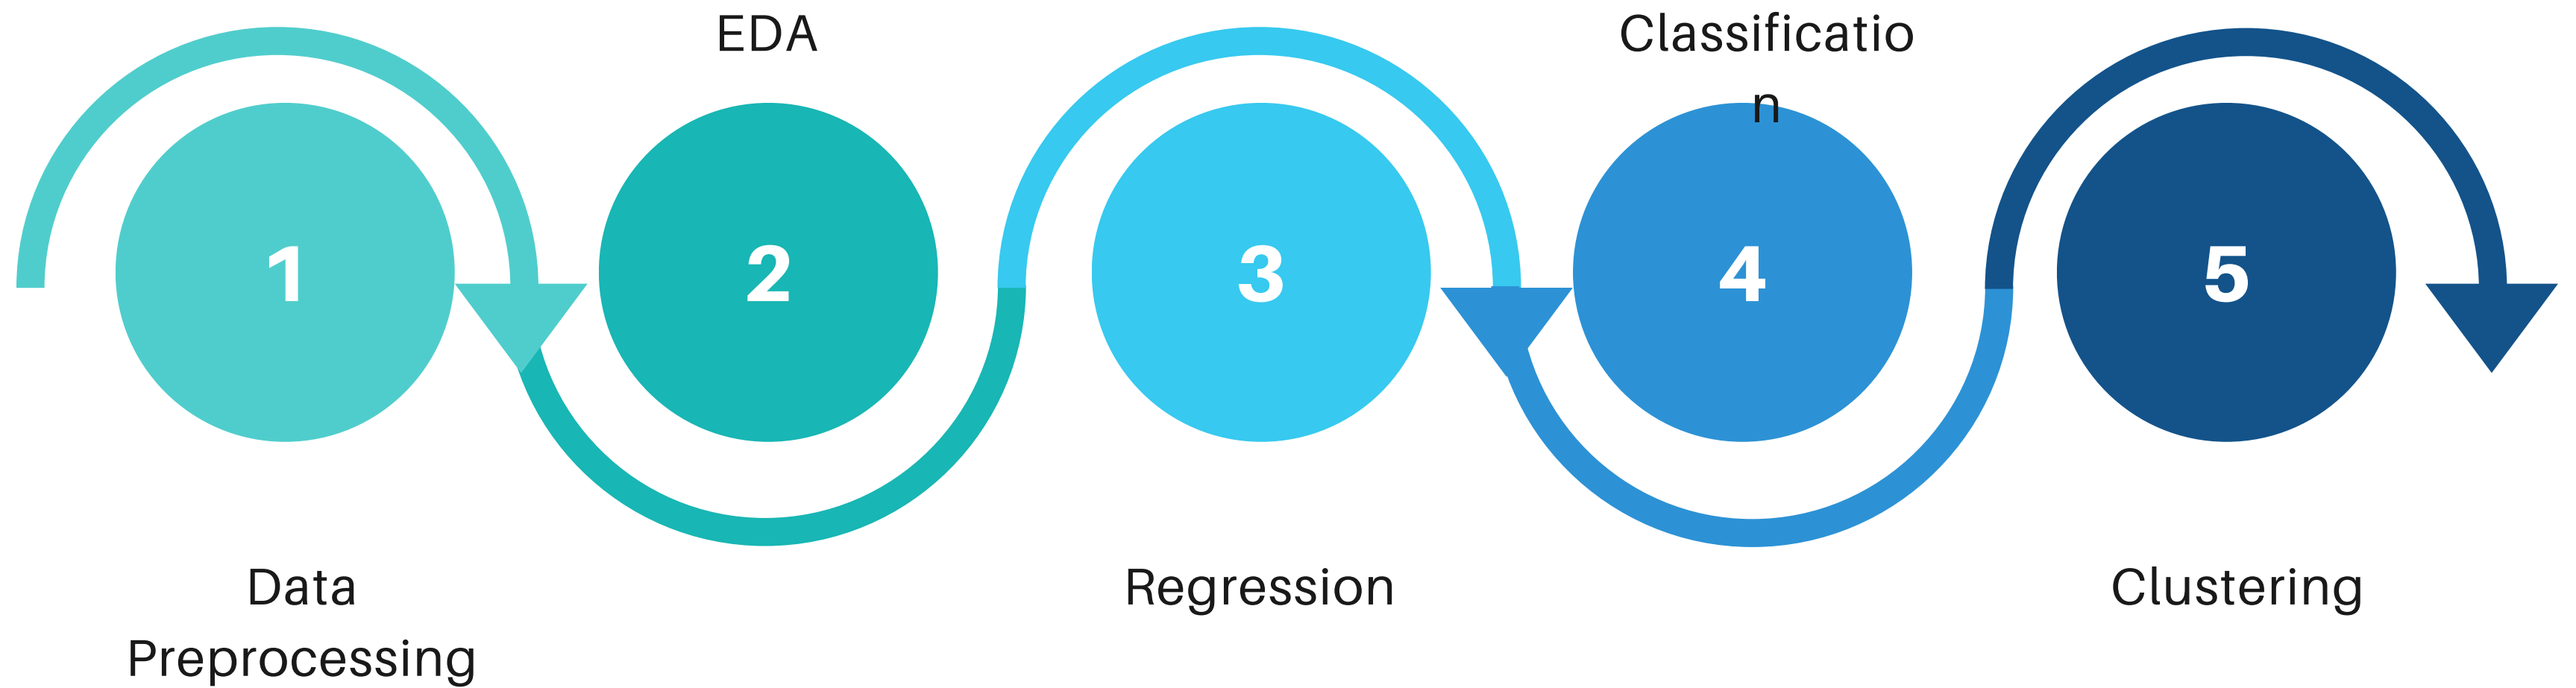 EDA
Classificatio
n
1
2
3
4
5
Data
Preprocessing
Regression
Clustering